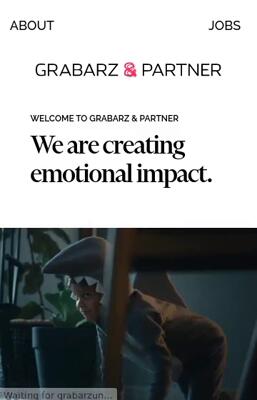 ABOUT JOBS
GRABARZ & PARTNER
WELCOME TO GRABARZ & PARTNER
We are creating
emotional impact.
Waiting for grabarzun...